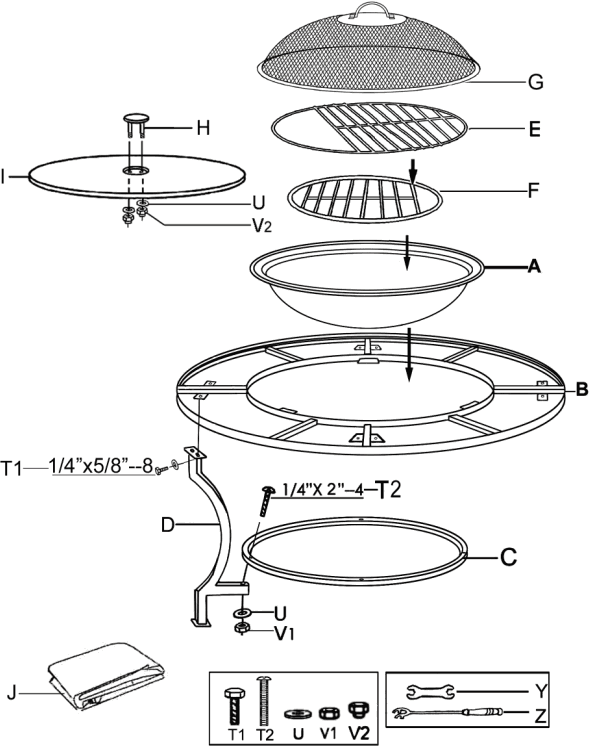 G
E
H
I
F
U
V2
A
B
T1 1/4"x5/8"--8
1/4"X 2"-4 T2
D
C
U
V1
J
T1 T2 U V1 V2
Y
Z